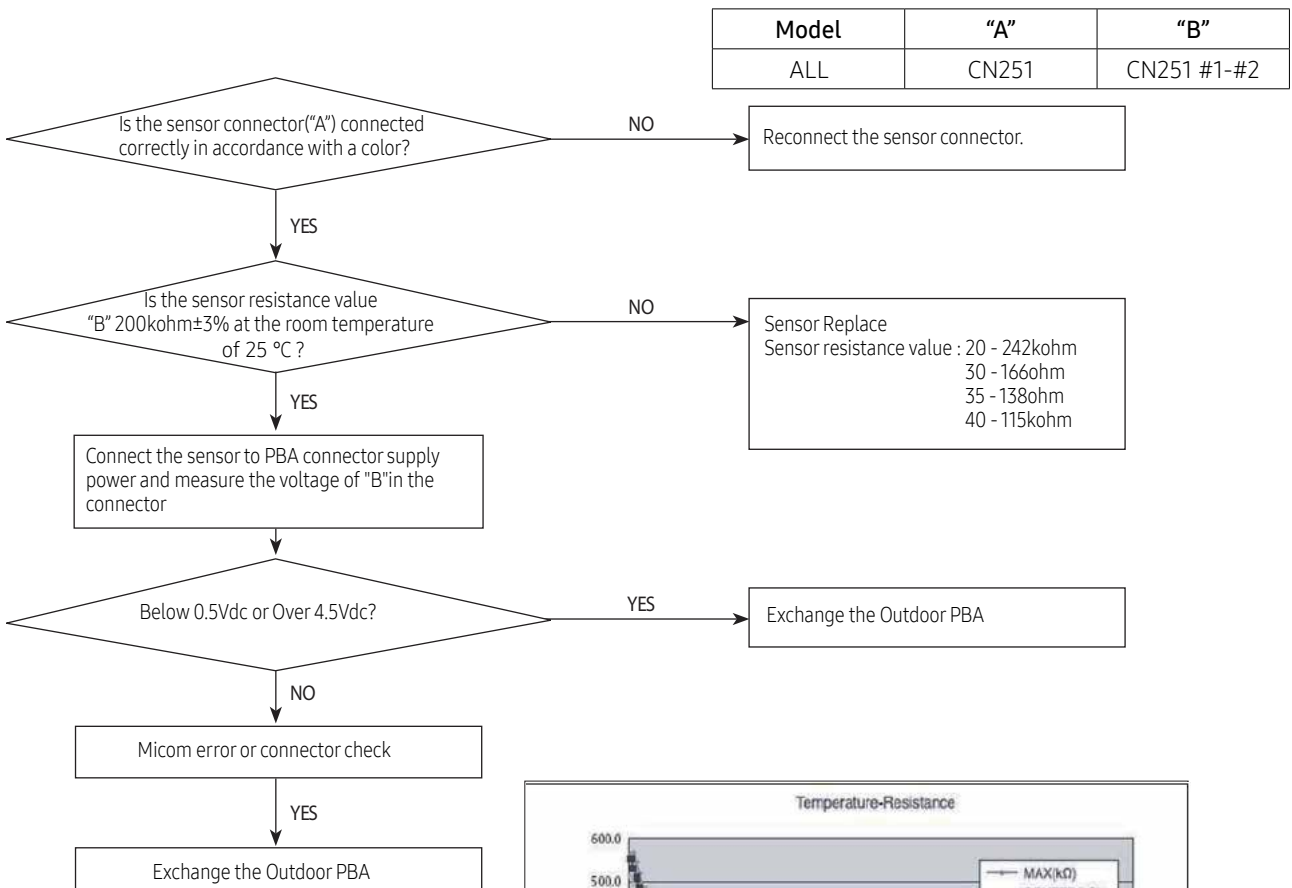 Model “A” “B”
ALL CN251 CN251 #1-#2
Is the sensor connector(“A”) connected
correctly in accordance with a color?
NO
Reconnect the sensor connector.
YES
Is the sensor resistance value
“B” 200kohm±3% at the room temperature
of 25 °C ?
NO
Sensor Replace
Sensor resistance value : 20 - 242kohm
30 - 166ohm
35 - 138ohm
40 - 115kohm
YES
Connect the sensor to PBA connector supply
power and measure the voltage of "B"in the
connector
Below 0.5Vdc or Over 4.5Vdc?
YES
Exchange the Outdoor PBA
NO
Micom error or connector check
YES
Exchange the Outdoor PBA
Temperature-Resistance
600.0
500.0
MAX(kΩ)